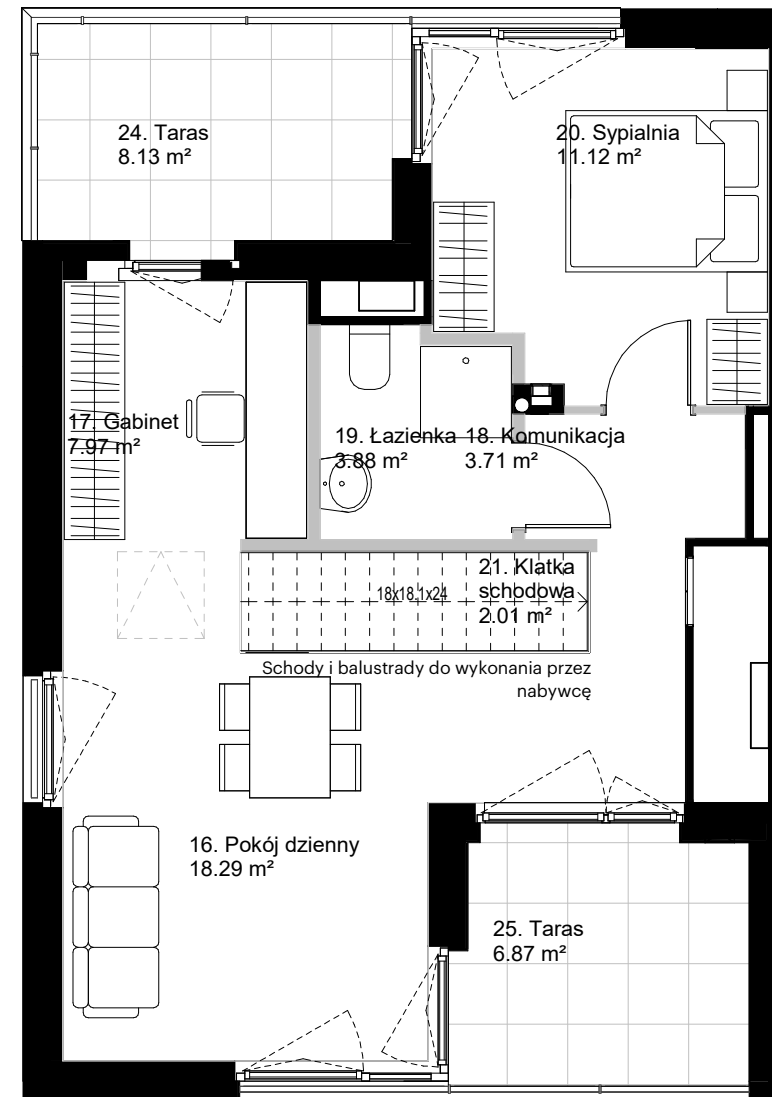 24. Taras
8.13 m²
20. Sypialnia
11.12 m²
17. Gabinet
7.97 m²
19. Łazienka
3.88 m²
18. Komunikacja
3.71 m²
21. Klatka
schodowa
2.01 m²
18x18.1x24
Schody i balustrady do wykonania przez
nabywcę
16. Pokój dzienny
18.29 m²
25. Taras
6.87 m²